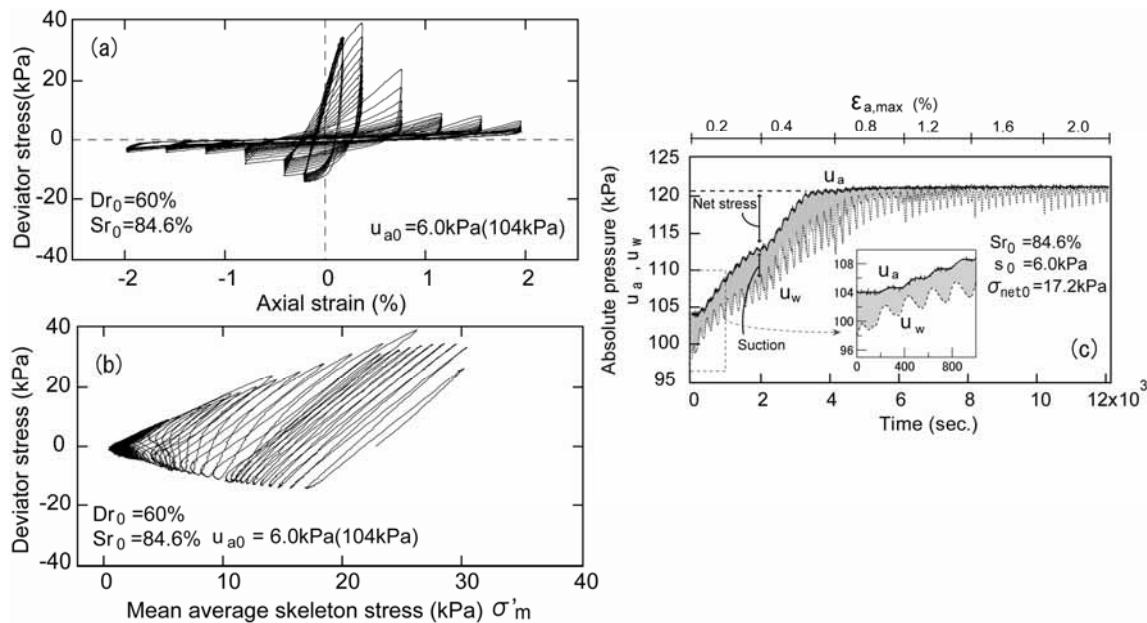 (a)
Deviator stress(kPa)
40
20
0
-20
-40
Dr0=60%
Sr0=84.6%
ua0=6.0kPa(104kPa)
-2
-1
0
1
2
Axial strain (%)
(b)
Deviator stress (kPa)
40
20
0
-20
40
Dr0 =60%
Sr0 =84.6% ua0 = 6.0kPa(104kPa)
0
10
20
30
40
Mean average skeleton stress (kPa) σ'm
εa,max (%)
0.2
0.4
0.8
1.2
1.6
2.0
Absolute pressure (kPa)
ua , uw
125
120
115
110
105
100
95
ua
Net stress
uw
Suction
Sr0 =84.6%
s0 =6.0kPa
σnet0=17.2kPa
108
104
100
96
ua
uw
0
400
800
(c)
0
2
4
6
8
10
12x10³
Time (sec.)